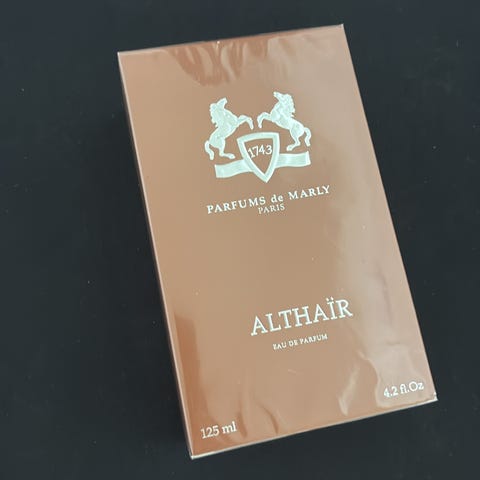 1743
PARFUMS de MARLY
PARIS
ALTHAÏR
EAU DE PARFUM
125 ml
4.2 fl.Oz